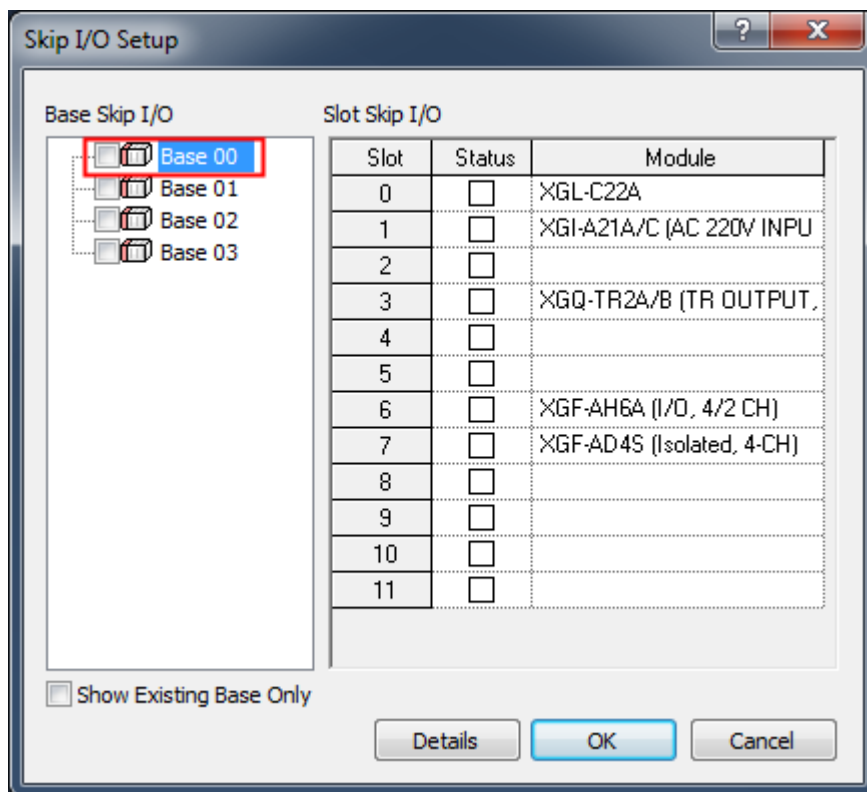 Skip I/O Setup
Base Skip I/O
Base 00
Base 01
Base 02
Base 03
Slot Skip I/O
Slot Status Module
0 XGL-C22A
1 XGI-A21A/C (AC 220V INPU
2
3 XGQ-TR2A/B (TR OUTPUT,
4
5
6 XGF-AH6A (I/O, 4/2 CH)
7 XGF-AD4S (Isolated, 4-CH)
8
9
10
11
Show Existing Base Only
Details OK Cancel